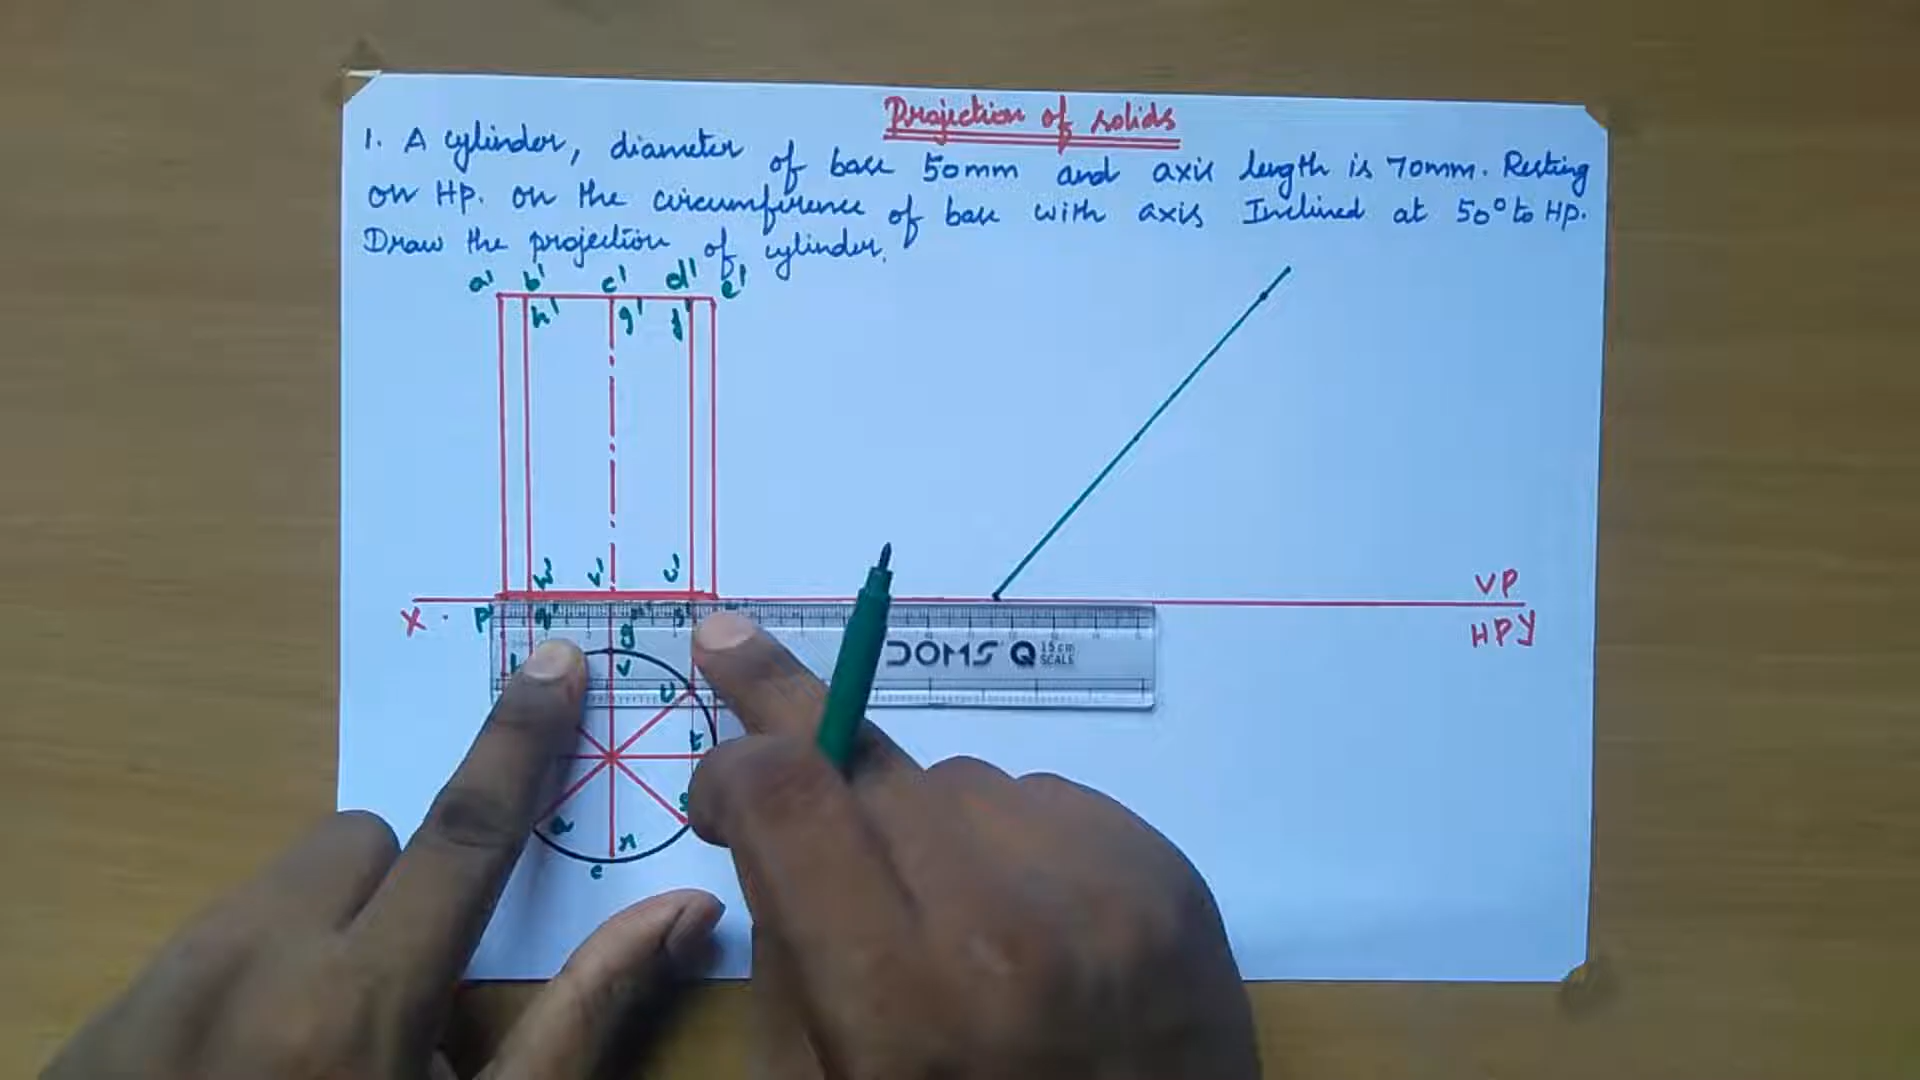 Projection of solids
1. A cylinder, diameter of base 50mm and axis length is 70mm. Resting
on HP. on the circumference of base with axis Inclined at 50° to HP.
Draw the projection of cylinder.
a' b' c' d' e'
h' g' f'
v' u'
VP
X
HP Y
p' q' s'
g
DOMS Q 15cm
SCALE
v
u
t
s
r
c